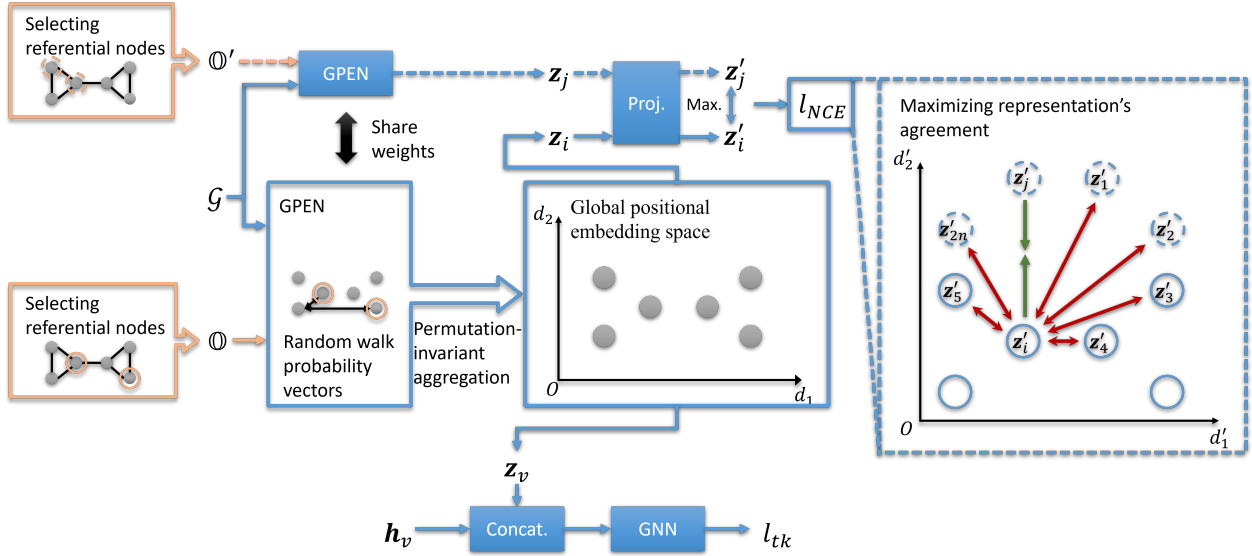 Selecting
referential nodes
𝕆′
GPEN
𝒛_j
Proj.
𝒛′_j
Max.
𝒛_i
𝒛′_i
l_NCE
Share
weights
𝒢
GPEN
Random walk
probability
vectors
Selecting
referential nodes
𝕆
Permutation-
invariant
aggregation
d_2
Global positional
embedding space
O
d_1
𝒛_v
𝒉_v
Concat.
GNN
l_tk
Maximizing representation's
agreement
d′_2
𝒛′_j
𝒛′_1
𝒛′_2n
𝒛′_2
𝒛′_5
𝒛′_3
𝒛′_i
𝒛′_4
O
d′_1